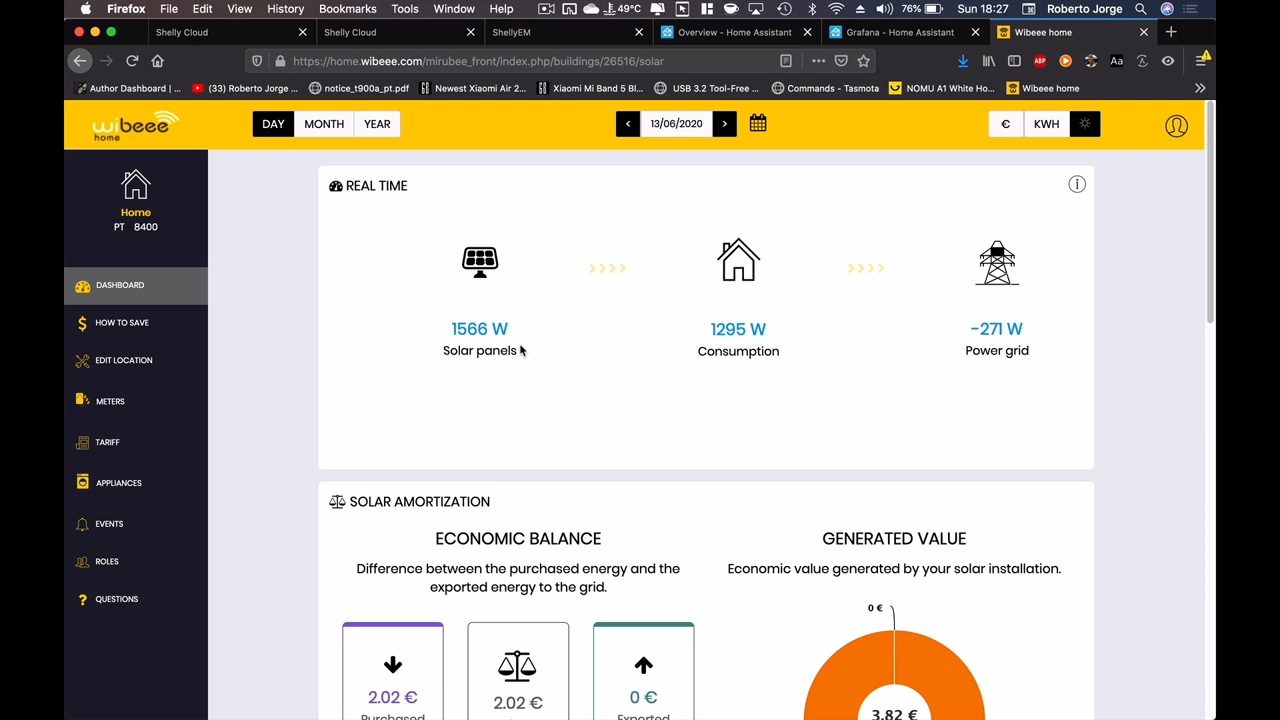 Firefox File Edit View History Bookmarks Tools Window Help 49°C 76% Sun 18:27 Roberto Jorge
Shelly Cloud Shelly Cloud ShellyEM Overview - Home Assistant Grafana - Home Assistant Wibeee home
https://home.wibeee.com/mirubee_front/index.php/buildings/26516/solar
Author Dashboard | ... (33) Roberto Jorge ... notice_t900a_pt.pdf Newest Xiaomi Air 2... Xiaomi Mi Band 5 Bl... USB 3.2 Tool-Free ... Commands - Tasmota NOMU A1 White Ho... Wibeee home
wibeee
home
DAY MONTH YEAR < 13/06/2020 > € KWH
Home
PT 8400
DASHBOARD
HOW TO SAVE
EDIT LOCATION
METERS
TARIFF
APPLIANCES
EVENTS
ROLES
QUESTIONS
REAL TIME
1566 W 1295 W -271 W
Solar panels Consumption Power grid
SOLAR AMORTIZATION
ECONOMIC BALANCE
Difference between the purchased energy and the
exported energy to the grid.
2.02 € 2.02 € 0 €
Purchased Exported
GENERATED VALUE
Economic value generated by your solar installation.
0 €
3.82 €